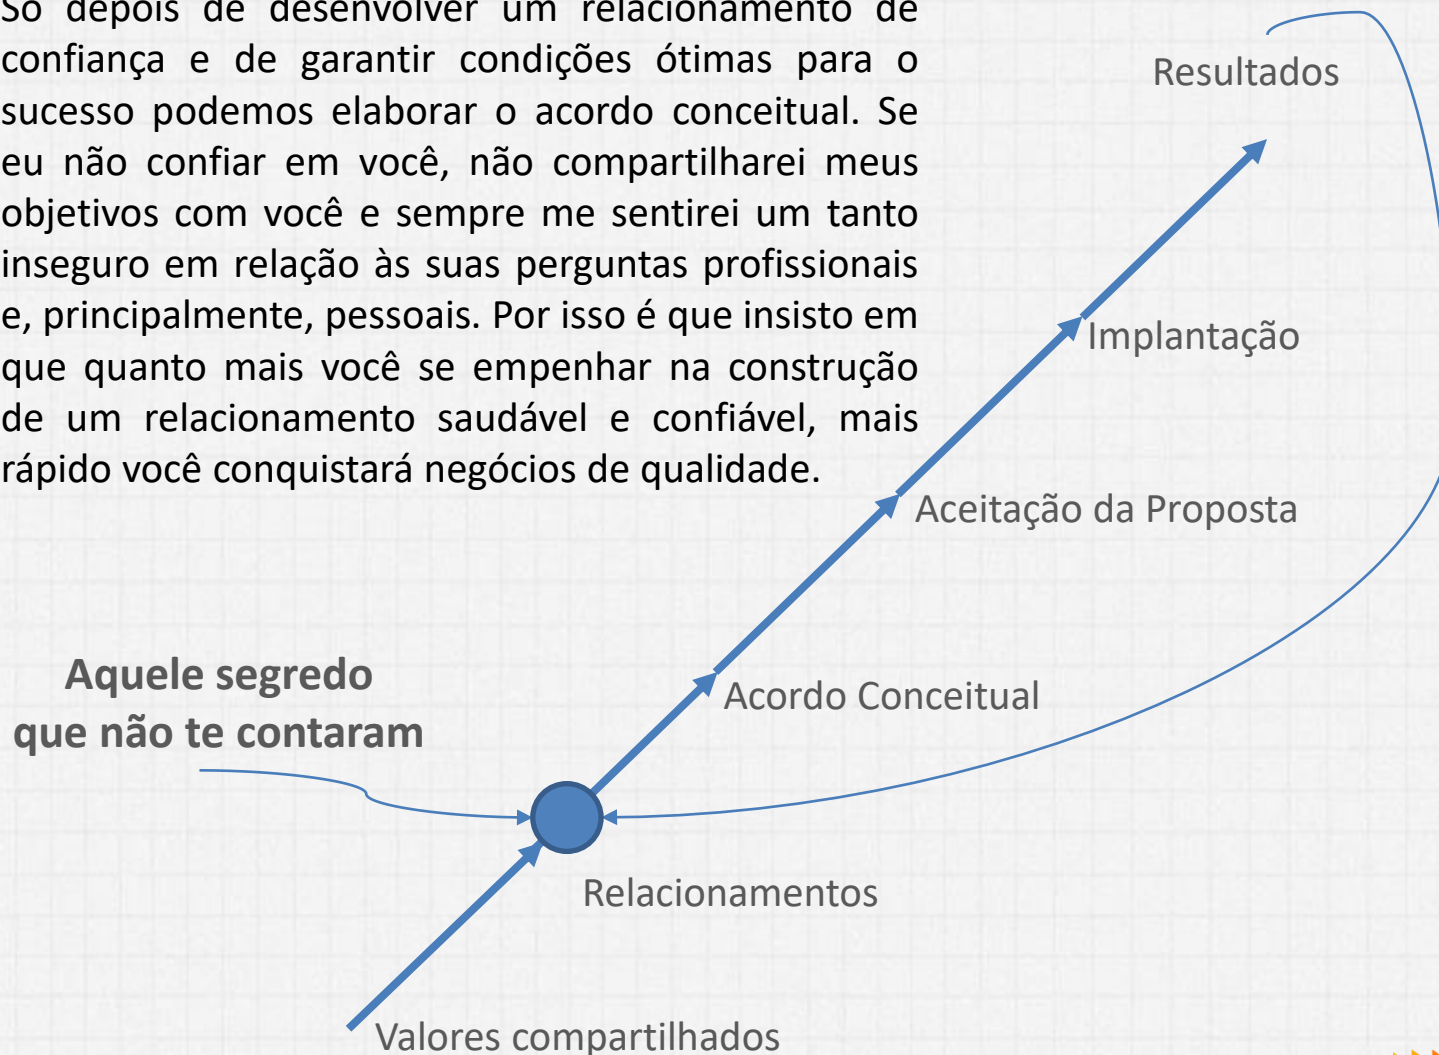 Só depois de desenvolver um relacionamento de
confiança e de garantir condições ótimas para o
sucesso podemos elaborar o acordo conceitual. Se
eu não confiar em você, não compartilharei meus
objetivos com você e sempre me sentirei um tanto
inseguro em relação às suas perguntas profissionais
e, principalmente, pessoais. Por isso é que insisto em
que quanto mais você se empenhar na construção
de um relacionamento saudável e confiável, mais
rápido você conquistará negócios de qualidade.
Resultados
Implantação
Aceitação da Proposta
Aquele segredo
que não te contaram
Acordo Conceitual
Relacionamentos
Valores compartilhados